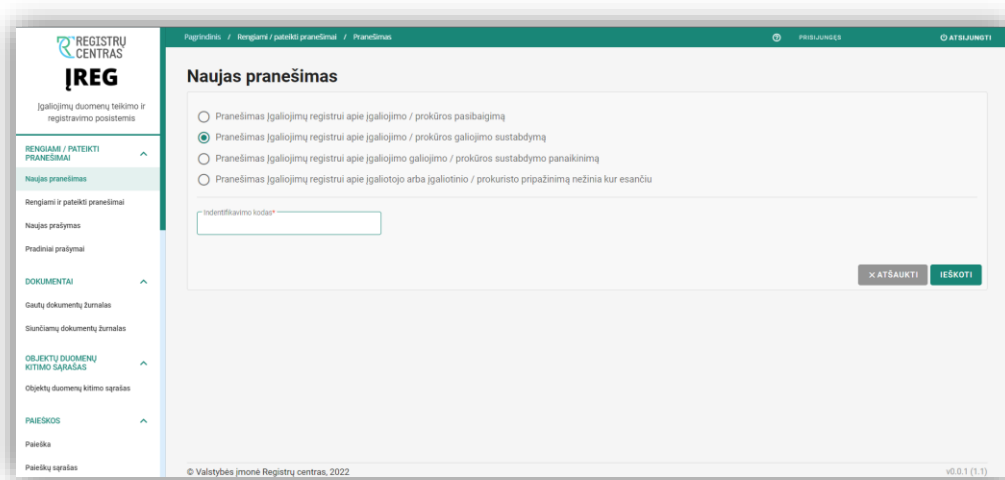 REGISTRŲ
CENTRAS
ĮREG
Įgaliojimų duomenų teikimo ir
registravimo posistemis
RENGIAMI / PATEIKTI
PRANEŠIMAI
Naujas pranešimas
Rengiami ir pateikti pranešimai
Naujas prašymas
Pradiniai prašymai
DOKUMENTAI
Gautų dokumentų žurnalas
Siunčiamų dokumentų žurnalas
OBJEKTŲ DUOMENŲ
KITIMO SĄRAŠAS
Objektų duomenų kitimo sąrašas
PAIEŠKOS
Paieška
Paieškų sąrašas
Pagrindinis / Rengiami / pateikti pranešimai / Pranešimas
PRISIJUNGĘS
ATSIJUNGTI
Naujas pranešimas
Pranešimas Įgaliojimų registrui apie įgaliojimo / prokūros pasibaigimą
Pranešimas Įgaliojimų registrui apie įgaliojimo / prokūros galiojimo sustabdymą
Pranešimas Įgaliojimų registrui apie įgaliojimo galiojimo / prokūros sustabdymo panaikinimą
Pranešimas Įgaliojimų registrui apie įgaliotojo arba įgaliotinio / prokuristo pripažinimą nežinia kur esančiu
Indentifikavimo kodas*
× ATŠAUKTI
IEŠKOTI
© Valstybės įmonė Registrų centras, 2022
v0.0.1 (1.1)